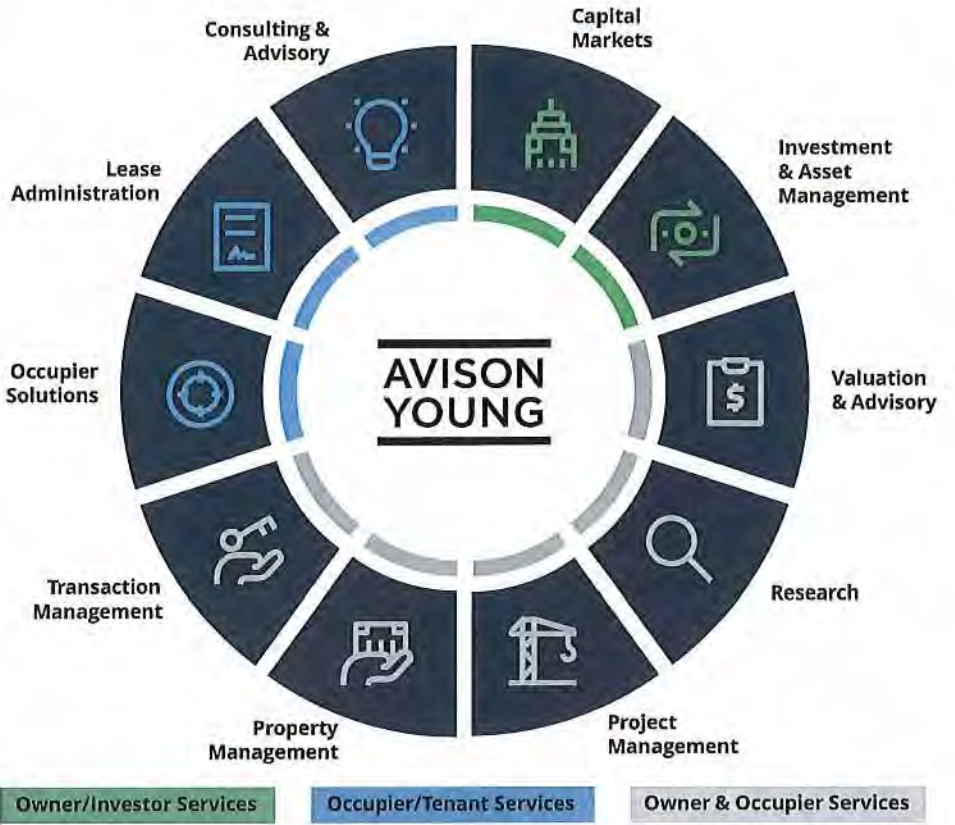 Consulting &
Advisory
Capital
Markets
Investment
& Asset
Management
Lease
Administration
Occupier
Solutions
AVISON
YOUNG
$
Valuation
& Advisory
Transaction
Management
Research
Property
Management
Project
Management
Owner/Investor Services
Occupier/Tenant Services
Owner & Occupier Services